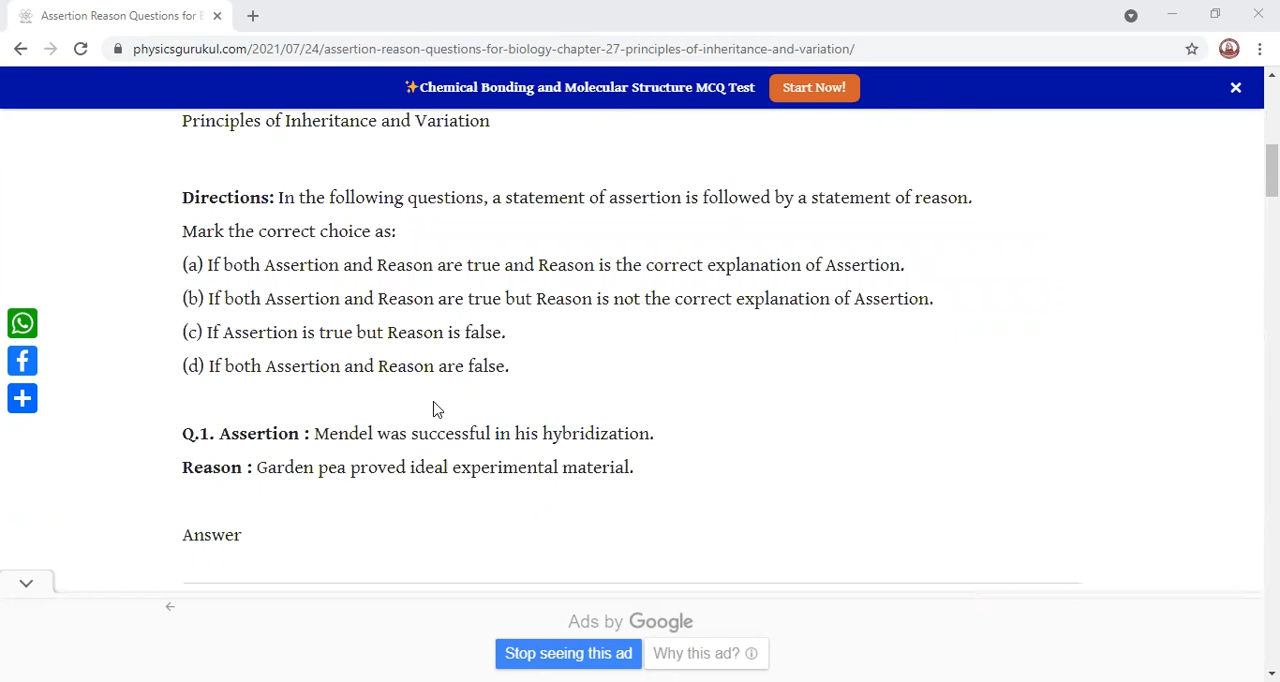 Assertion Reason Questions for
physicsgurukul.com/2021/07/24/assertion-reason-questions-for-biology-chapter-27-principles-of-inheritance-and-variation/
✨Chemical Bonding and Molecular Structure MCQ Test Start Now!
Principles of Inheritance and Variation
Directions: In the following questions, a statement of assertion is followed by a statement of reason.
Mark the correct choice as:
(a) If both Assertion and Reason are true and Reason is the correct explanation of Assertion.
(b) If both Assertion and Reason are true but Reason is not the correct explanation of Assertion.
(c) If Assertion is true but Reason is false.
(d) If both Assertion and Reason are false.
Q.1. Assertion : Mendel was successful in his hybridization.
Reason : Garden pea proved ideal experimental material.
Answer
Ads by Google
Stop seeing this ad Why this ad?